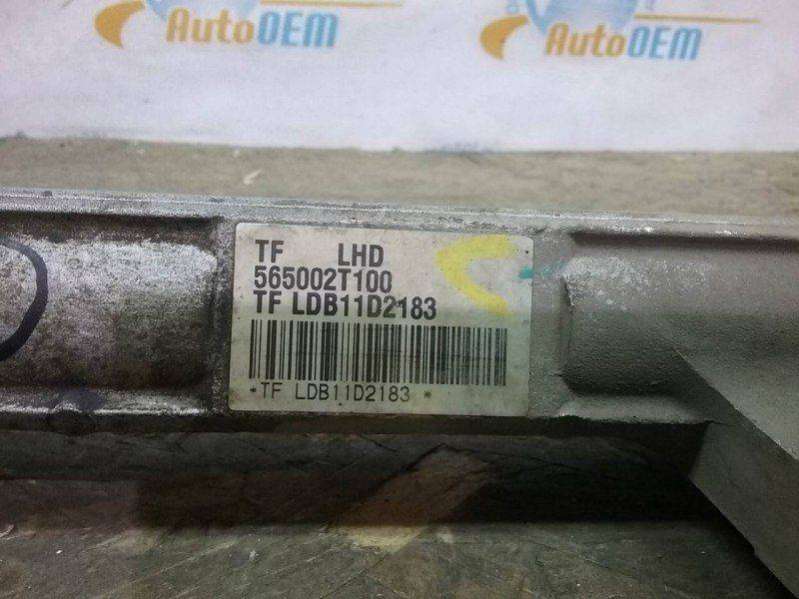 AutoOEM
AutoOEM
TF LHD
565002T100
TF LDB11D2183
*TF LDB11D2183 *